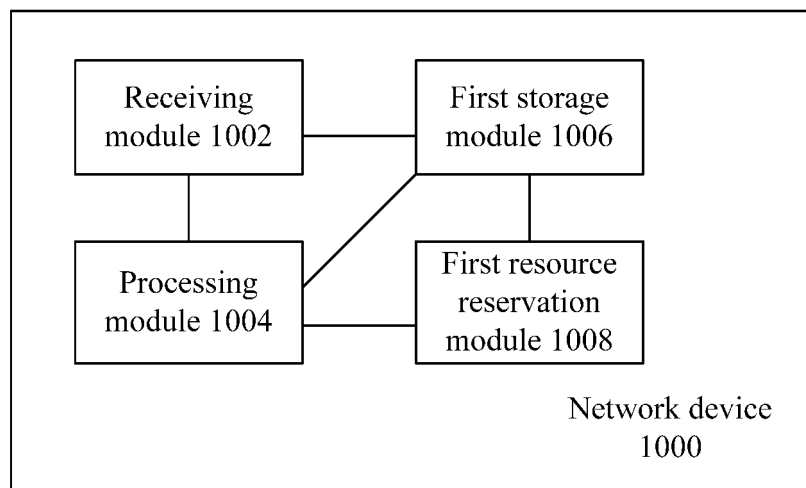 Receiving
module 1002
First storage
module 1006
Processing
module 1004
First resource
reservation
module 1008
Network device
1000